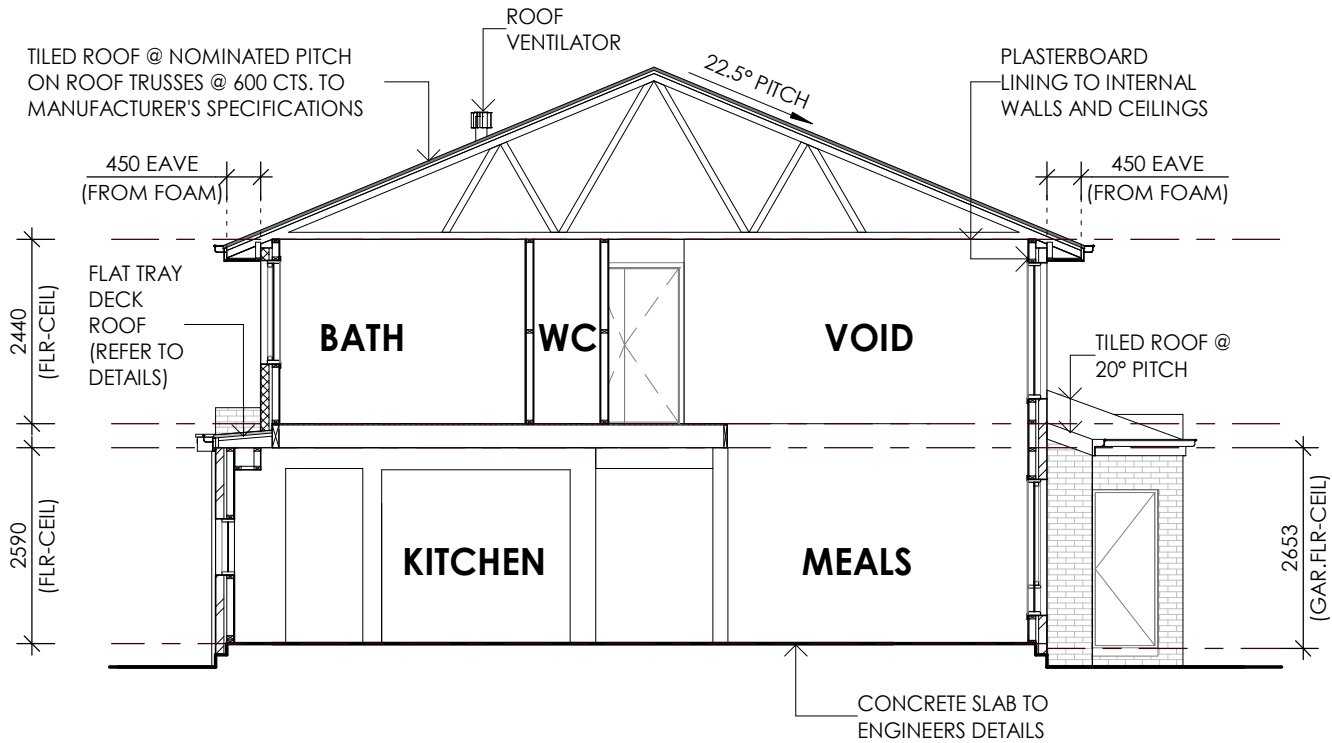 ROOF
VENTILATOR
TILED ROOF @ NOMINATED PITCH
ON ROOF TRUSSES @ 600 CTS. TO
MANUFACTURER'S SPECIFICATIONS
22.5° PITCH
PLASTERBOARD
LINING TO INTERNAL
WALLS AND CEILINGS
450 EAVE
(FROM FOAM)
450 EAVE
(FROM FOAM)
2440
(FLR-CEIL)
FLAT TRAY
DECK
ROOF
(REFER TO
DETAILS)
BATH
WC
VOID
TILED ROOF @
20° PITCH
2590
(FLR-CEIL)
KITCHEN
MEALS
2653
(GAR.FLR-CEIL)
CONCRETE SLAB TO
ENGINEERS DETAILS